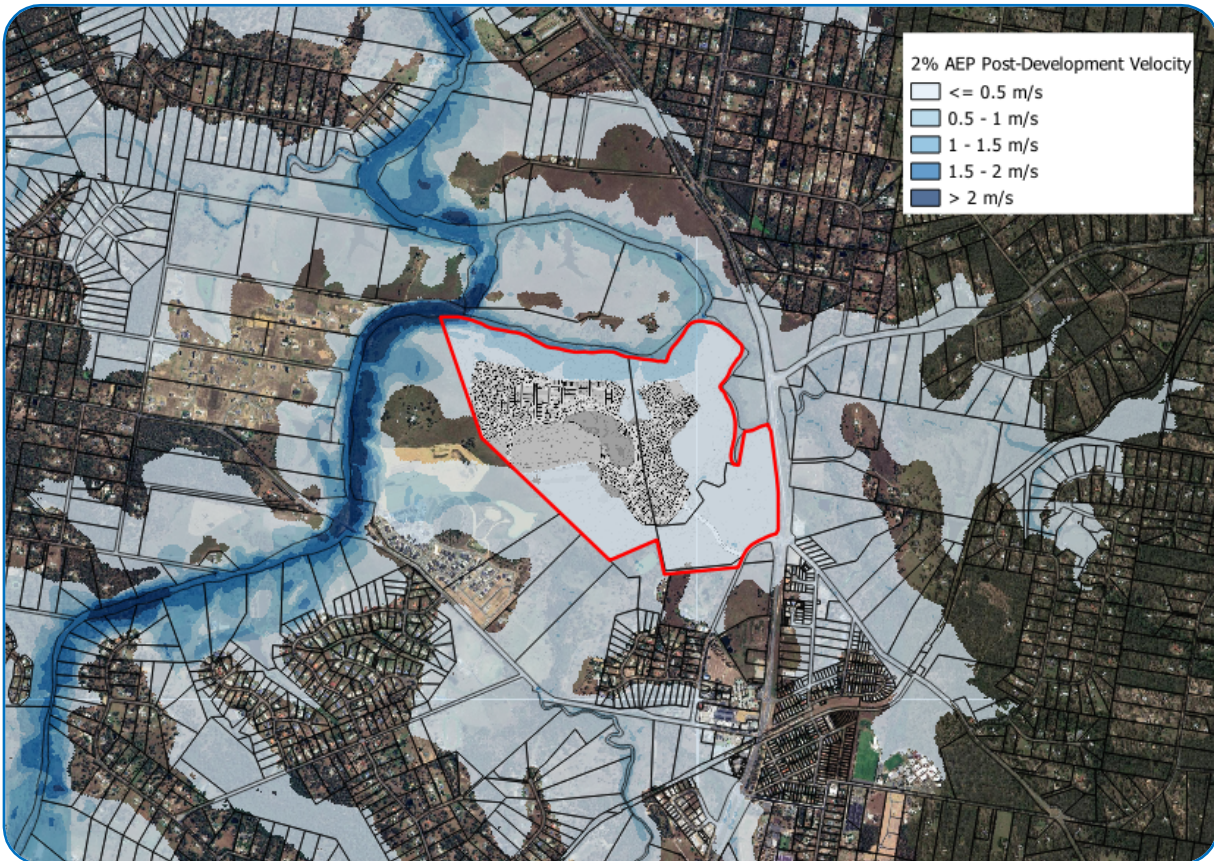 2% AEP Post-Development Velocity
<= 0.5 m/s
0.5 - 1 m/s
1 - 1.5 m/s
1.5 - 2 m/s
> 2 m/s